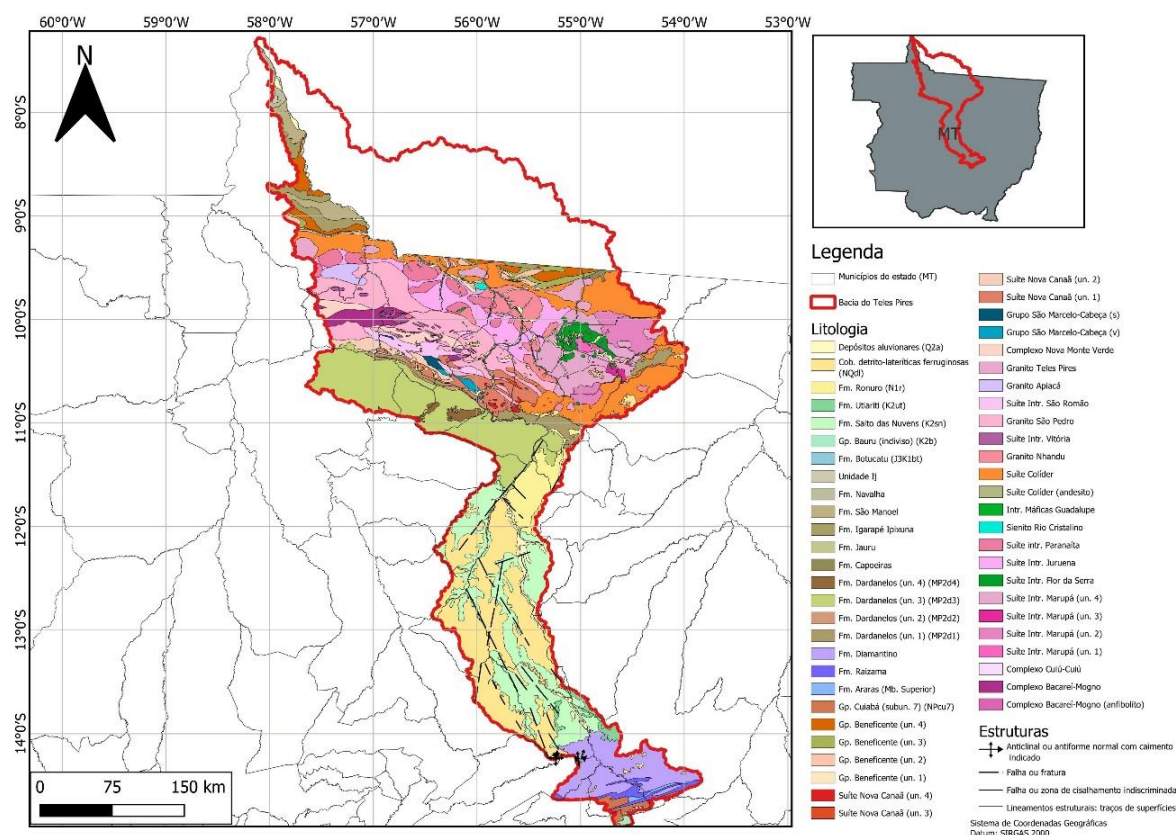 60°0'W 59°0'W 58°0'W 57°0'W 56°0'W 55°0'W 54°0'W 53°0'W
N
8°0'S
9°0'S
10°0'S
11°0'S
12°0'S
13°0'S
14°0'S
0 75 150 km
MT
Legenda
Municípios do estado (MT)
Bacia do Teles Pires
Litologia
Depósitos aluvionares (Q2a)
Cob. detrito-lateríticas ferruginosas
(NQdl)
Fm. Ronuro (N1r)
Fm. Utiariti (K2ut)
Fm. Salto das Nuvens (K2sn)
Gp. Bauru (indiviso) (K2b)
Fm. Botucatu (J3K1bt)
Unidade Ij
Fm. Navalha
Fm. São Manoel
Fm. Igarapé Ipixuna
Fm. Jauru
Fm. Capoeiras
Fm. Dardanelos (un. 4) (MP2d4)
Fm. Dardanelos (un. 3) (MP2d3)
Fm. Dardanelos (un. 2) (MP2d2)
Fm. Dardanelos (un. 1) (MP2d1)
Fm. Diamantino
Fm. Raizama
Fm. Araras (Mb. Superior)
Gp. Cuiabá (subun. 7) (NPcu7)
Gp. Beneficente (un. 4)
Gp. Beneficente (un. 3)
Gp. Beneficente (un. 2)
Gp. Beneficente (un. 1)
Suíte Nova Canaã (un. 4)
Suíte Nova Canaã (un. 3)
Suíte Nova Canaã (un. 2)
Suíte Nova Canaã (un. 1)
Grupo São Marcelo-Cabeça (s)
Grupo São Marcelo-Cabeça (v)
Complexo Nova Monte Verde
Granito Teles Pires
Granito Apiacá
Suíte Intr. São Romão
Granito São Pedro
Suíte Intr. Vitória
Granito Nhandu
Suíte Colíder
Suíte Colíder (andesito)
Intr. Máficas Guadalupe
Sienito Rio Cristalino
Suíte intr. Paranaíta
Suíte Intr. Juruena
Suíte Intr. Flor da Serra
Suíte Intr. Marupá (un. 4)
Suíte Intr. Marupá (un. 3)
Suíte Intr. Marupá (un. 2)
Suíte Intr. Marupá (un. 1)
Complexo Cuiú-Cuiú
Complexo Bacareí-Mogno
Complexo Bacareí-Mogno (anfibolito)
Estruturas
Anticlinal ou antiforme normal com caimento
indicado
Falha ou fratura
Falha ou zona de cisalhamento indiscriminada
Lineamentos estruturais: traços de superfícies
Sistema de Coordenadas Geográficas
Datum: SIRGAS 2000